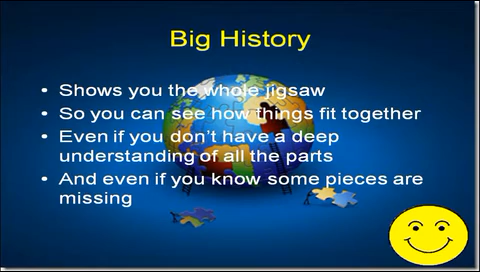 Big History
• Shows you the whole jigsaw
• So you can see how things fit together
• Even if you don't have a deep
understanding of all the parts
• And even if you know some pieces are
missing